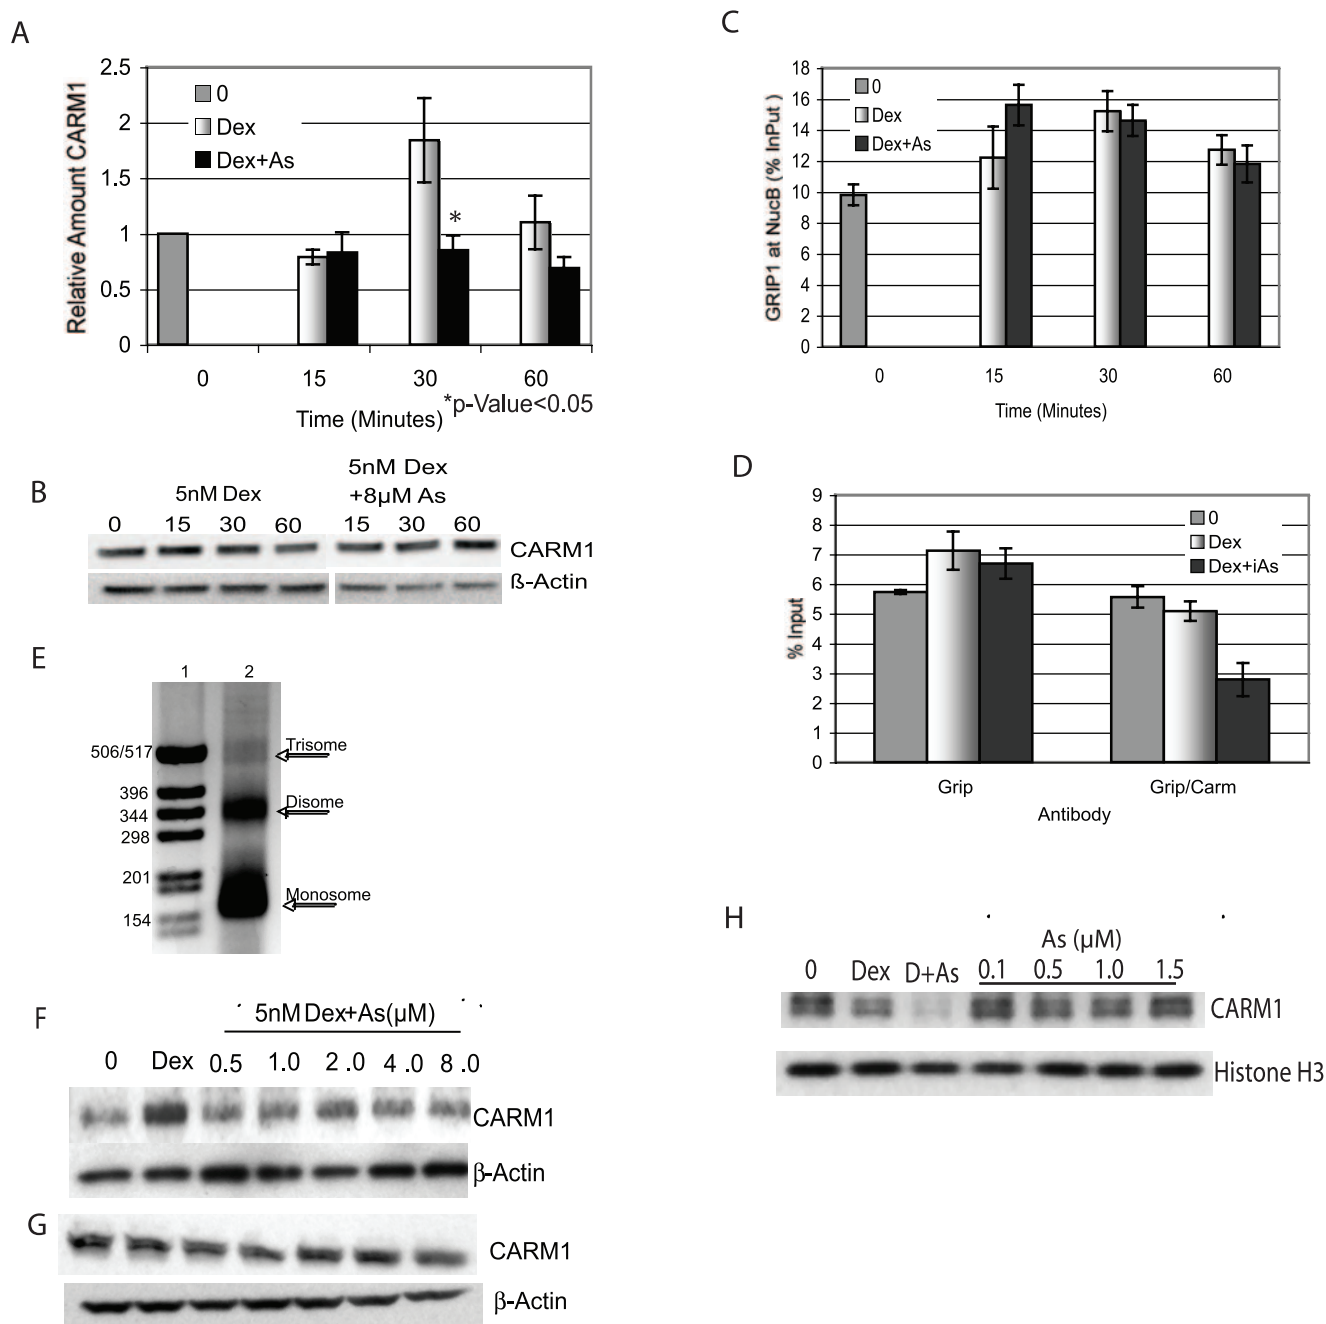 A
Relative Amount CARM1
2.5
2
1.5
1
0.5
0
0
Dex
Dex+As
*
0 15 30 60
*p-Value<0.05
Time (Minutes)
B
5nM Dex
5nM Dex
+8µM As
0 15 30 60 15 30 60
CARM1
ß-Actin
C
GRIP1 at NucB (% InPut )
18
16
14
12
10
8
6
4
2
0
0
Dex
Dex+As
0 15 30 60
Time (Minutes)
D
% Input
9
8
7
6
5
4
3
2
1
0
0
Dex
Dex+iAs
Grip Grip/Carm
Antibody
E
1 2
506/517
396
344
298
201
154
Trisome
Disome
Monosome
F
5nM Dex+As(µM)
0 Dex 0.5 1.0 2 .0 4 .0 8 .0
CARM1
β-Actin
G
CARM1
β-Actin
H
As (µM)
0 Dex D+As 0.1 0.5 1.0 1.5
CARM1
Histone H3